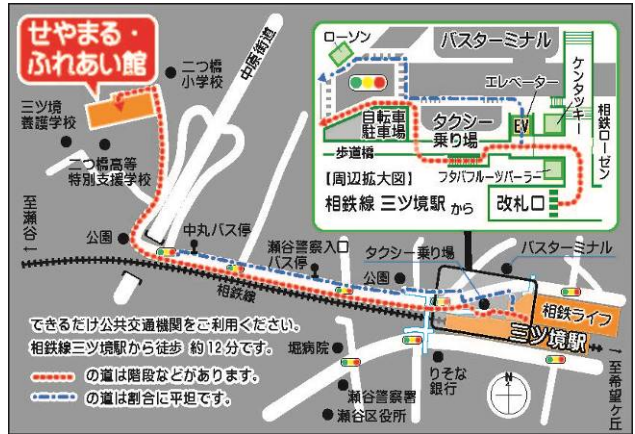 せやまる・
ふれあい館
二つ橋
小学校
三ツ境
養護学校
二つ橋高等
特別支援学校
中原街道
ローソン
バスターミナル
エレベーター
ケンタッキー
相鉄ローゼン
自転車
駐車場
タクシー
乗り場
EV
歩道橋
フタバフルーツパーラー
【周辺拡大図】
相鉄線 三ツ境駅 から
改札口
至瀬谷
公園
中丸バス停
瀬谷警察入口
バス停
公園
タクシー乗り場
バスターミナル
相鉄線
相鉄ライフ
三ツ境駅
至希望ケ丘
できるだけ公共交通機関をご利用ください。
相鉄線三ツ境駅から徒歩 約12分です。
の道は階段などがあります。
の道は割合に平坦です。
堀病院
りそな
銀行
瀬谷警察署
瀬谷区役所
N